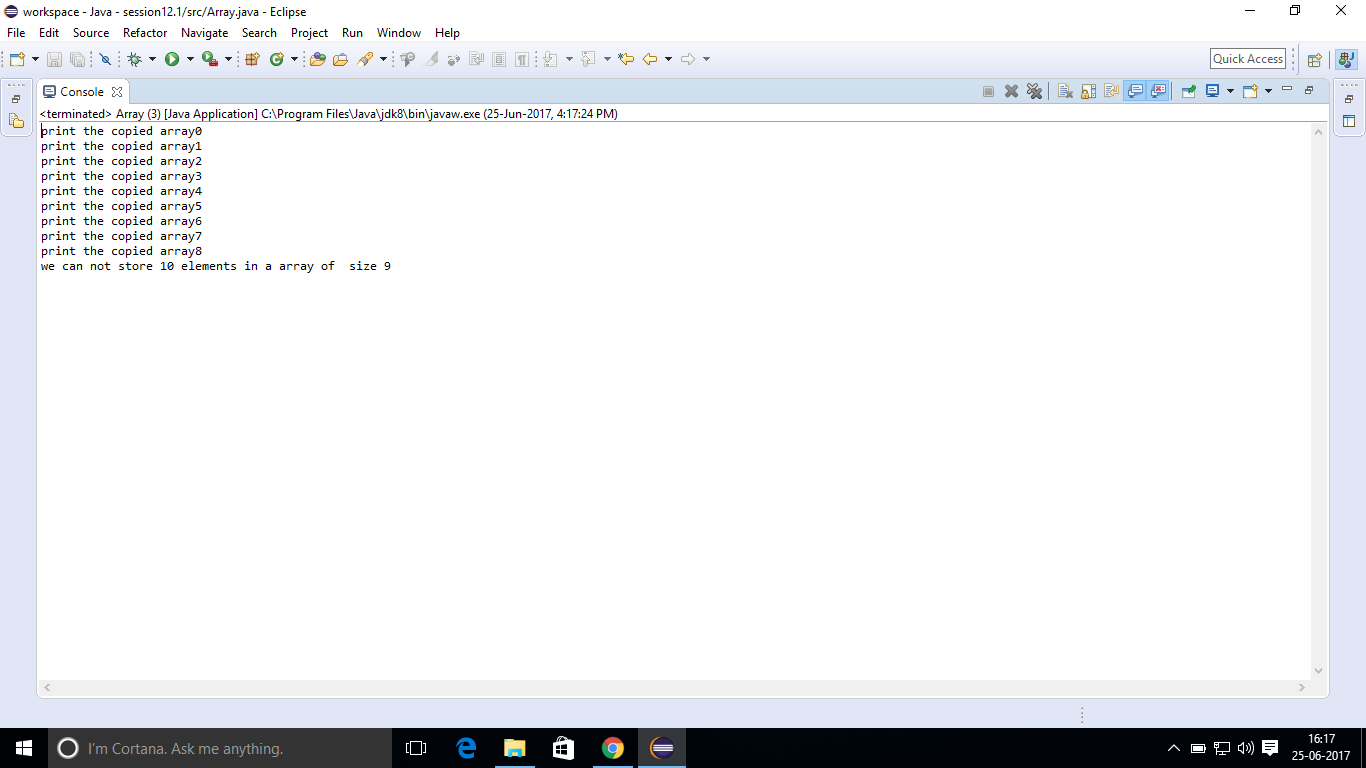 workspace - Java - session12.1/src/Array.java - Eclipse
File Edit Source Refactor Navigate Search Project Run Window Help
Quick Access
Console
<terminated> Array (3) [Java Application] C:\Program Files\Java\jdk8\bin\javaw.exe (25-Jun-2017, 4:17:24 PM)
print the copied array0
print the copied array1
print the copied array2
print the copied array3
print the copied array4
print the copied array5
print the copied array6
print the copied array7
print the copied array8
we can not store 10 elements in a array of  size 9
I'm Cortana. Ask me anything.
16:17
25-06-2017